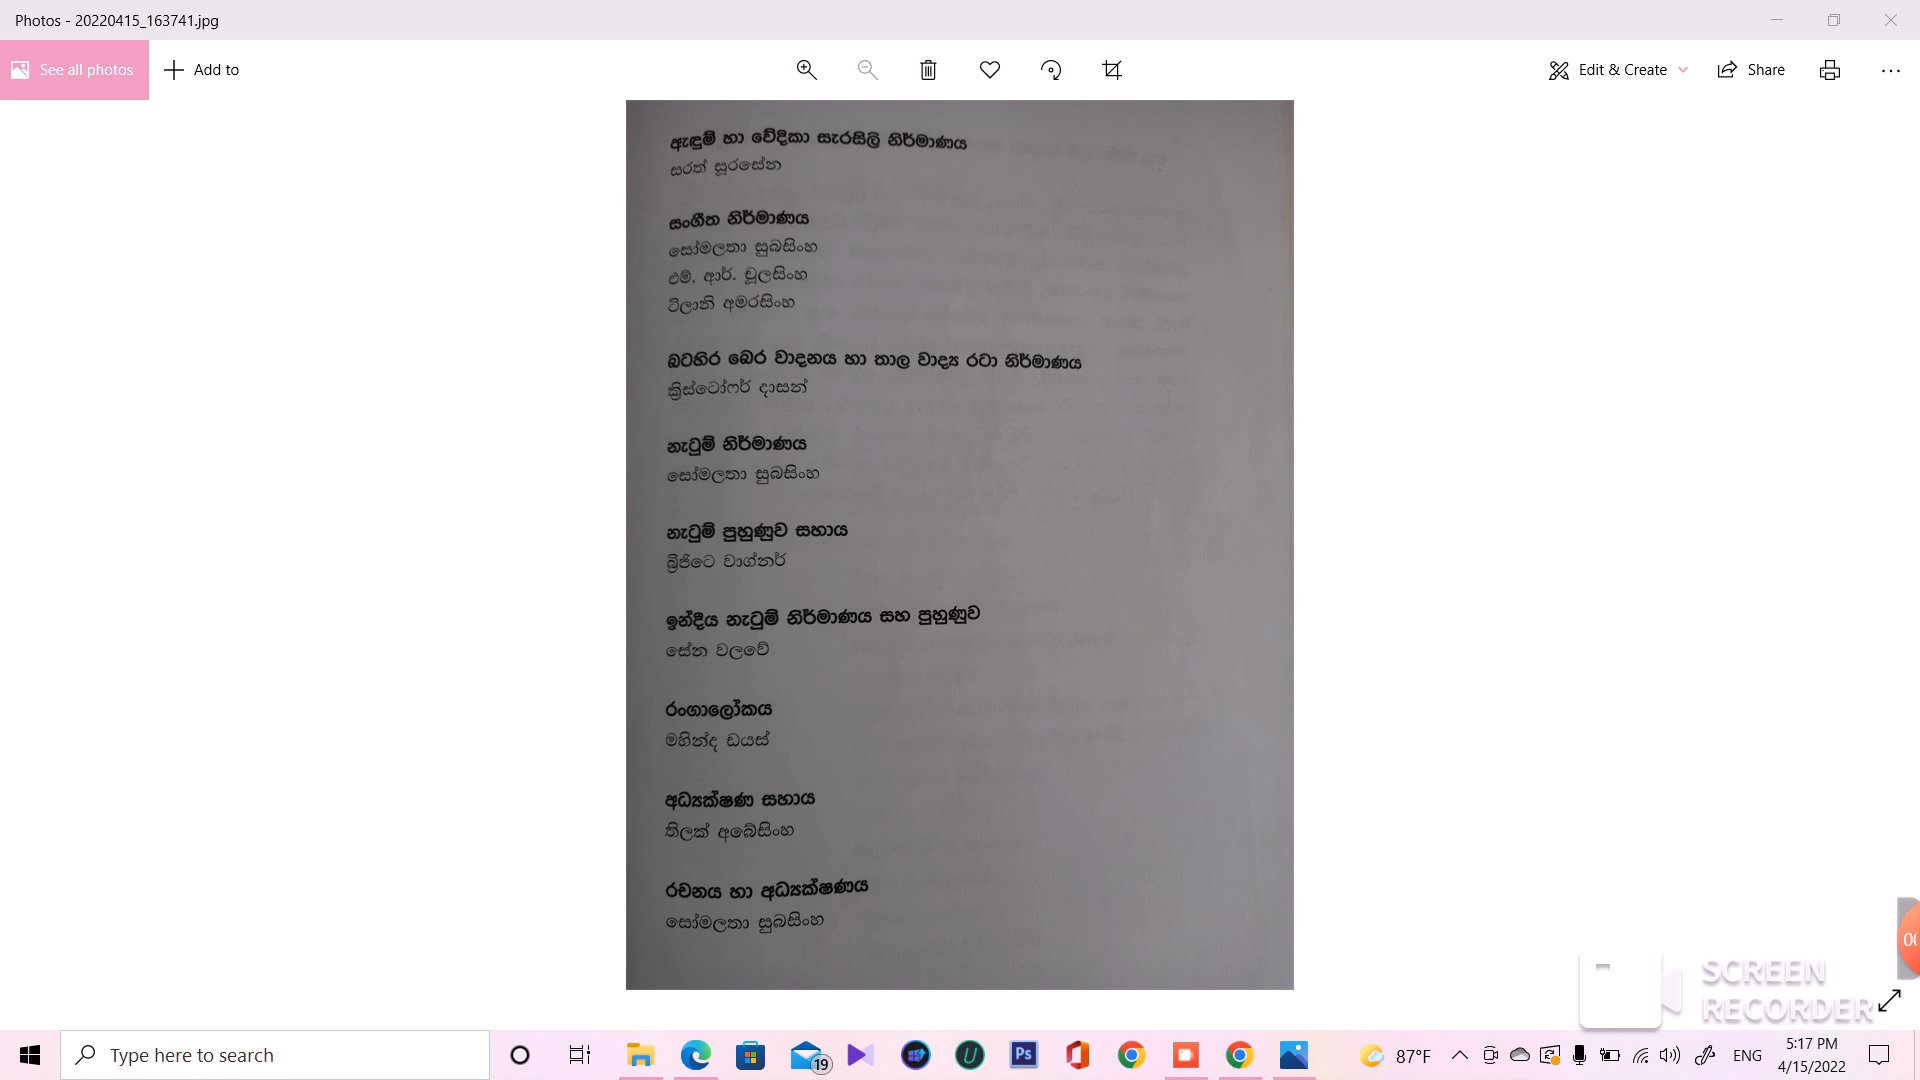 Photos - 20220415_163741.jpg
See all photos
Add to
Edit & Create
Share
ඇඳුම් හා වේදිකා සැරසිලි නිර්මාණය
සරත් සූරසේන
සංගීත නිර්මාණය
සෝමලතා සුබසිංහ
එම්. ආර්. චූලසිංහ
ටිලානි අමරසිංහ
බටහිර බෙර වාදනය හා තාල වාද්‍ය රටා නිර්මාණය
ක්‍රිස්ටෝෆර් දාසන්
නැටුම් නිර්මාණය
සෝමලතා සුබසිංහ
නැටුම් පුහුණුව සහාය
බ්‍රිජිටෙ වාග්නර්
ඉන්දීය නැටුම් නිර්මාණය සහ පුහුණුව
සේන වලවේ
රංගාලෝකය
මහින්ද ඩයස්
අධ්‍යක්ෂණ සහාය
තිලක් අබේසිංහ
රචනය හා අධ්‍යක්ෂණය
සෝමලතා සුබසිංහ
SCREEN
RECORDER
Type here to search
19
Ps
87°F
ENG
5:17 PM
4/15/2022